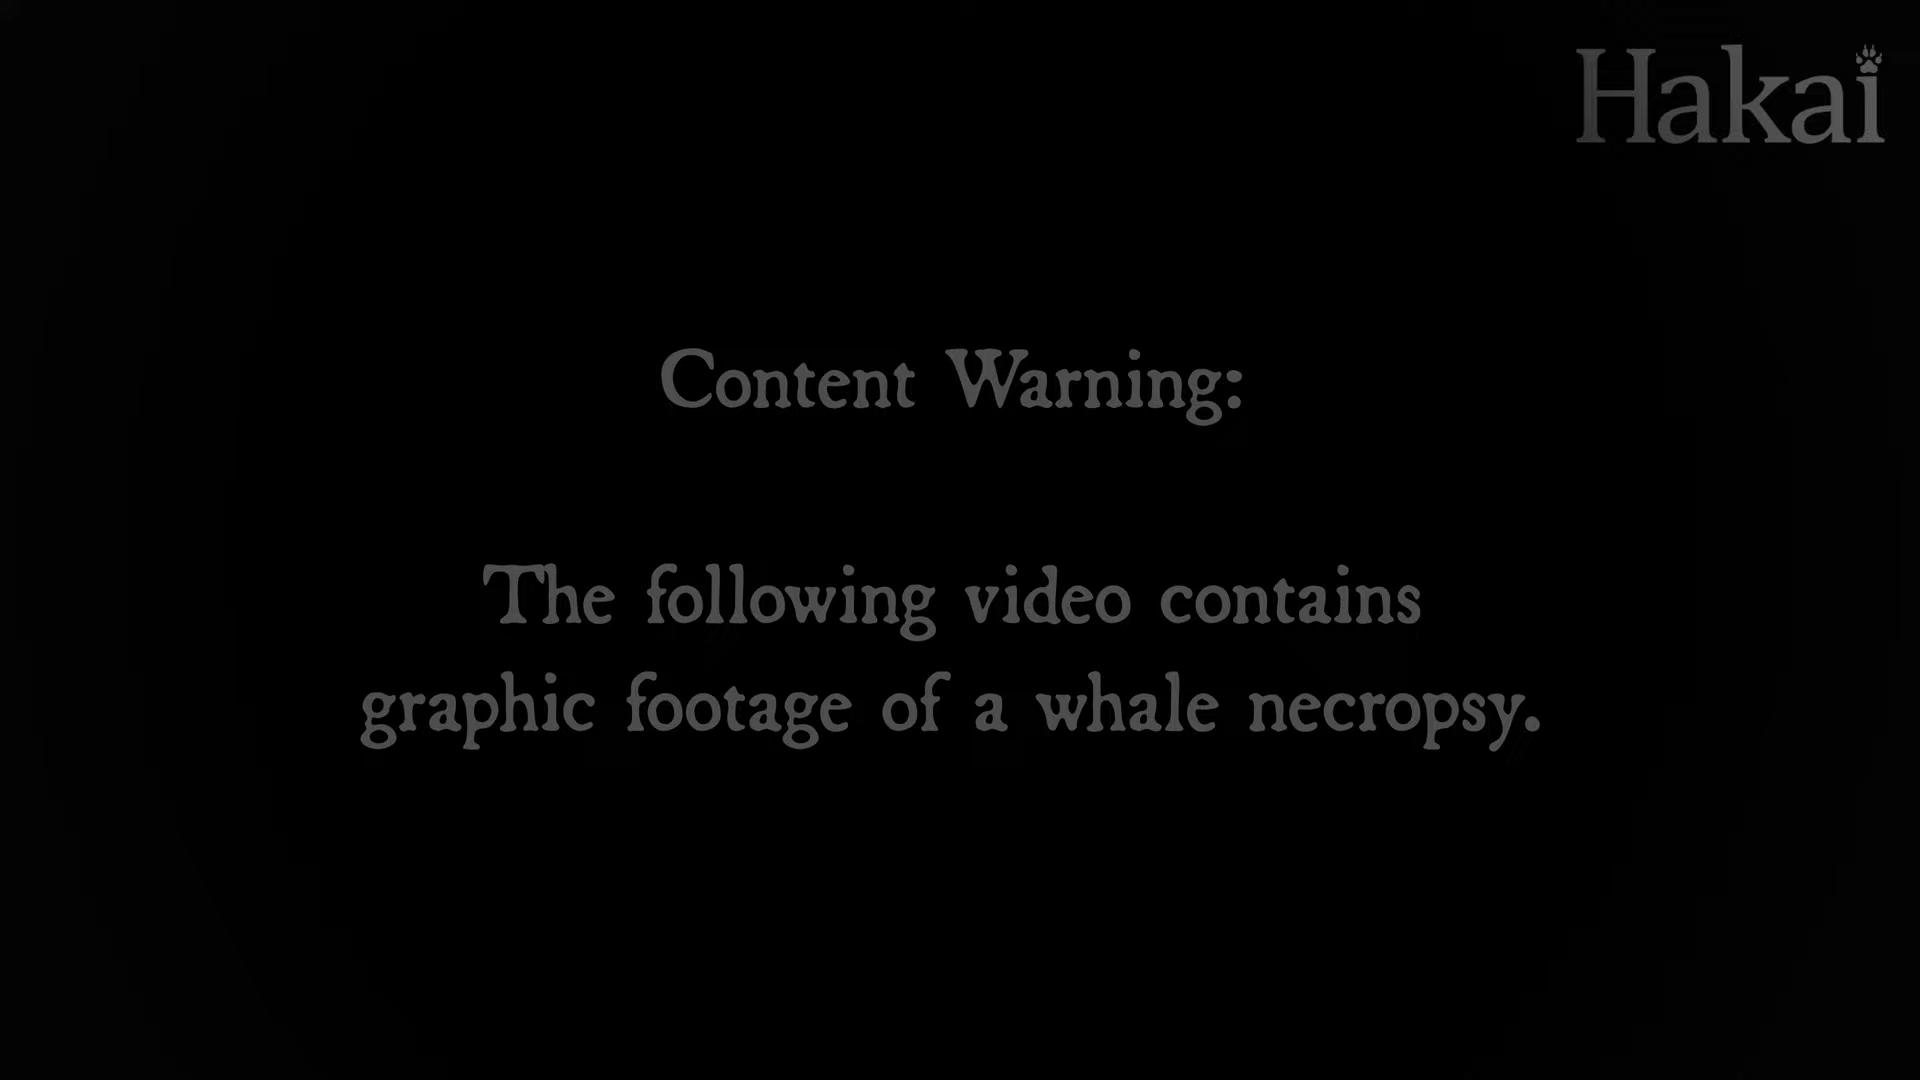 Hakai
Content Warning:
The following video contains
graphic footage of a whale necropsy.